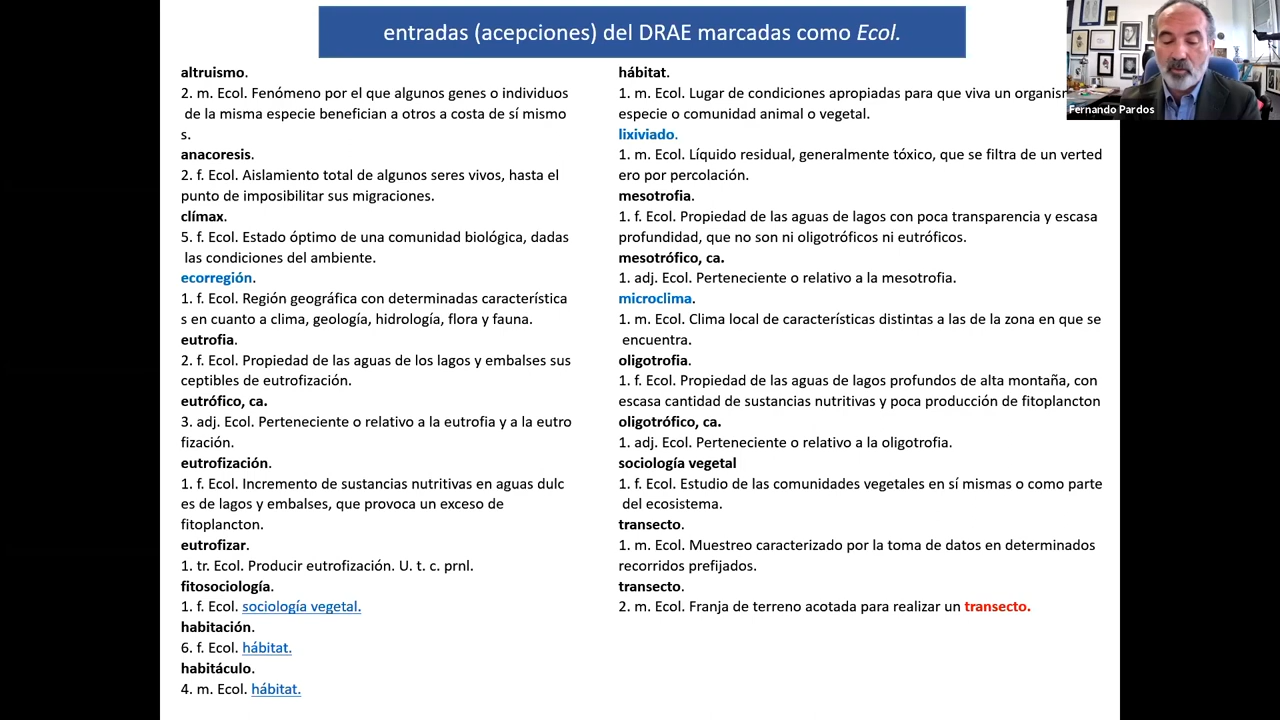 entradas (acepciones) del DRAE marcadas como Ecol.
altruismo.
2. m. Ecol. Fenómeno por el que algunos genes o individuos
de la misma especie benefician a otros a costa de sí mismo
s.
anacoresis.
2. f. Ecol. Aislamiento total de algunos seres vivos, hasta el
punto de imposibilitar sus migraciones.
clímax.
5. f. Ecol. Estado óptimo de una comunidad biológica, dadas
las condiciones del ambiente.
ecorregión.
1. f. Ecol. Región geográfica con determinadas característica
s en cuanto a clima, geología, hidrología, flora y fauna.
eutrofia.
2. f. Ecol. Propiedad de las aguas de los lagos y embalses sus
ceptibles de eutrofización.
eutrófico, ca.
3. adj. Ecol. Perteneciente o relativo a la eutrofia y a la eutro
fización.
eutrofización.
1. f. Ecol. Incremento de sustancias nutritivas en aguas dulc
es de lagos y embalses, que provoca un exceso de
fitoplancton.
eutrofizar.
1. tr. Ecol. Producir eutrofización. U. t. c. prnl.
fitosociología.
1. f. Ecol. sociología vegetal.
habitación.
6. f. Ecol. hábitat.
habitáculo.
4. m. Ecol. hábitat.
hábitat.
1. m. Ecol. Lugar de condiciones apropiadas para que viva un organism
especie o comunidad animal o vegetal.
lixiviado.
1. m. Ecol. Líquido residual, generalmente tóxico, que se filtra de un verted
ero por percolación.
mesotrofia.
1. f. Ecol. Propiedad de las aguas de lagos con poca transparencia y escasa
profundidad, que no son ni oligotróficos ni eutróficos.
mesotrófico, ca.
1. adj. Ecol. Perteneciente o relativo a la mesotrofia.
microclima.
1. m. Ecol. Clima local de características distintas a las de la zona en que se
encuentra.
oligotrofia.
1. f. Ecol. Propiedad de las aguas de lagos profundos de alta montaña, con
escasa cantidad de sustancias nutritivas y poca producción de fitoplancton
oligotrófico, ca.
1. adj. Ecol. Perteneciente o relativo a la oligotrofia.
sociología vegetal
1. f. Ecol. Estudio de las comunidades vegetales en sí mismas o como parte
del ecosistema.
transecto.
1. m. Ecol. Muestreo caracterizado por la toma de datos en determinados
recorridos prefijados.
transecto.
2. m. Ecol. Franja de terreno acotada para realizar un transecto.
Fernando Pardos